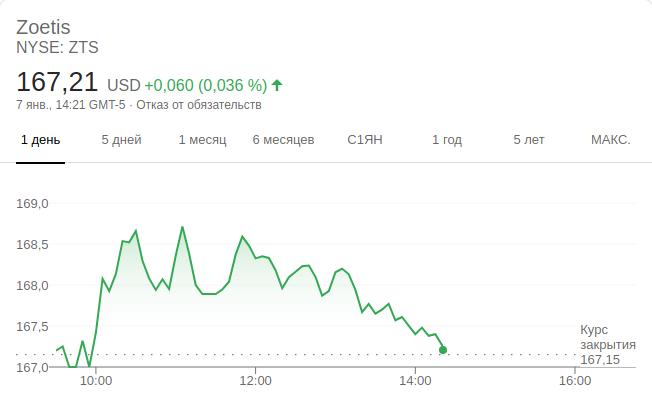 Zoetis
NYSE: ZTS
167,21 USD +0,060 (0,036 %)
7 янв., 14:21 GMT-5 · Отказ от обязательств
1 день 5 дней 1 месяц 6 месяцев С1ЯН 1 год 5 лет МАКС.
169,0
168,5
168,0
167,5
167,0
Курс
закрытия
167,15
10:00 12:00 14:00 16:00